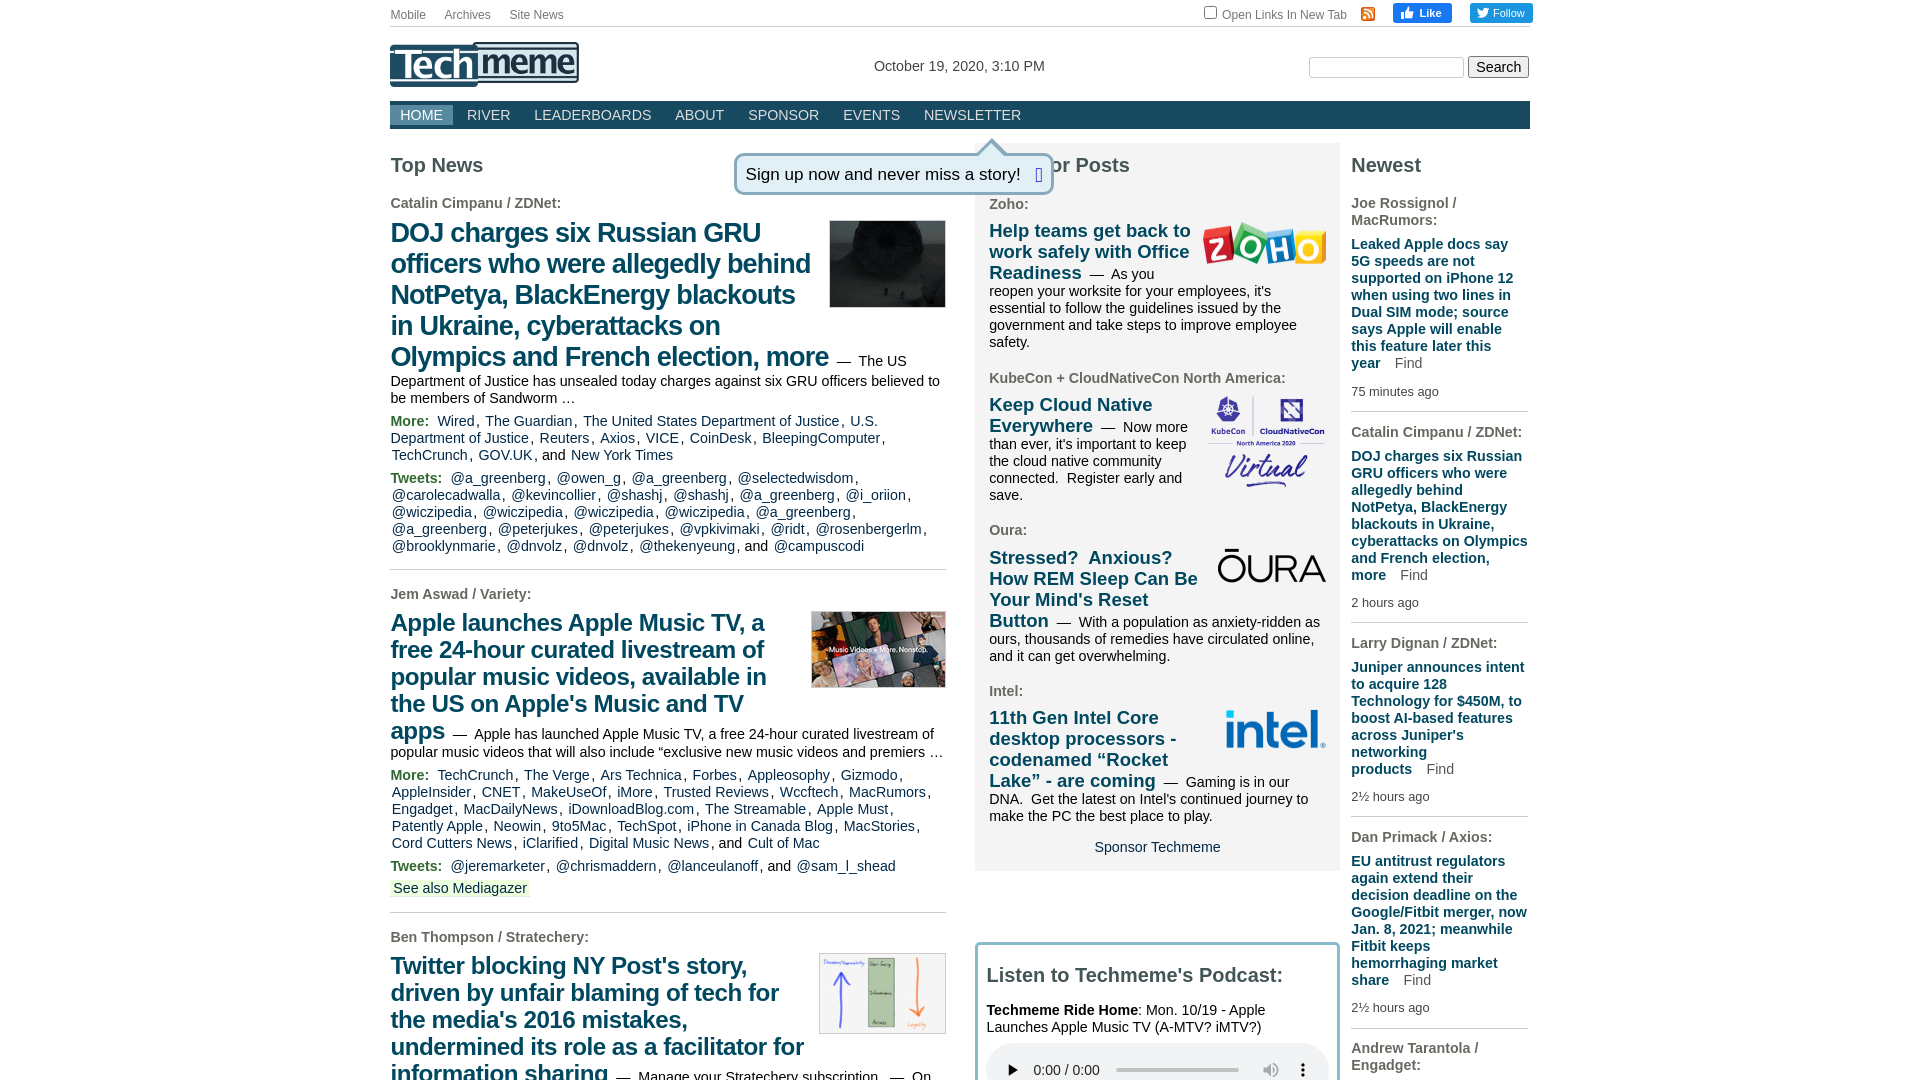 Mobile Archives Site News
Open Links In New Tab
Like
Follow
Techmeme
October 19, 2020, 3:10 PM
Search
HOME RIVER LEADERBOARDS ABOUT SPONSOR EVENTS NEWSLETTER
Sign up now and never miss a story!
Top News
Catalin Cimpanu / ZDNet:
DOJ charges six Russian GRU
officers who were allegedly behind
NotPetya, BlackEnergy blackouts
in Ukraine, cyberattacks on
Olympics and French election, more — The US
Department of Justice has unsealed today charges against six GRU officers believed to
be members of Sandworm …
More: Wired, The Guardian, The United States Department of Justice, U.S.
Department of Justice, Reuters, Axios, VICE, CoinDesk, BleepingComputer,
TechCrunch, GOV.UK, and New York Times
Tweets: @a_greenberg, @owen_g, @a_greenberg, @selectedwisdom,
@carolecadwalla, @kevincollier, @shashj, @shashj, @a_greenberg, @i_oriion,
@wiczipedia, @wiczipedia, @wiczipedia, @wiczipedia, @a_greenberg,
@a_greenberg, @peterjukes, @peterjukes, @vpkivimaki, @ridt, @rosenbergerlm,
@brooklynmarie, @dnvolz, @dnvolz, @thekenyeung, and @campuscodi
Jem Aswad / Variety:
Apple launches Apple Music TV, a
free 24-hour curated livestream of
popular music videos, available in
the US on Apple's Music and TV
apps — Apple has launched Apple Music TV, a free 24-hour curated livestream of
popular music videos that will also include “exclusive new music videos and premiers …
Music Videos + More. Nonstop.
More: TechCrunch, The Verge, Ars Technica, Forbes, Appleosophy, Gizmodo,
AppleInsider, CNET, MakeUseOf, iMore, Trusted Reviews, Wccftech, MacRumors,
Engadget, MacDailyNews, iDownloadBlog.com, The Streamable, Apple Must,
Patently Apple, Neowin, 9to5Mac, TechSpot, iPhone in Canada Blog, MacStories,
Cord Cutters News, iClarified, Digital Music News, and Cult of Mac
Tweets: @jeremarketer, @chrismaddern, @lanceulanoff, and @sam_l_shead
See also Mediagazer
Ben Thompson / Stratechery:
Twitter blocking NY Post's story,
driven by unfair blaming of tech for
the media's 2016 mistakes,
undermined its role as a facilitator for
information sharing — Manage your Stratechery subscription. — On
or Posts
Zoho:
Help teams get back to
work safely with Office
Readiness — As you
reopen your worksite for your employees, it's
essential to follow the guidelines issued by the
government and take steps to improve employee
safety.
ZOHO
KubeCon + CloudNativeCon North America:
Keep Cloud Native
Everywhere — Now more
than ever, it's important to keep
the cloud native community
connected. Register early and
save.
KubeCon CloudNativeCon
North America 2020
Virtual
Oura:
Stressed? Anxious?
How REM Sleep Can Be
Your Mind's Reset
Button — With a population as anxiety-ridden as
ours, thousands of remedies have circulated online,
and it can get overwhelming.
ŌURA
Intel:
11th Gen Intel Core
desktop processors -
codenamed “Rocket
Lake” - are coming — Gaming is in our
DNA. Get the latest on Intel's continued journey to
make the PC the best place to play.
intel.
Sponsor Techmeme
Listen to Techmeme's Podcast:
Techmeme Ride Home: Mon. 10/19 - Apple
Launches Apple Music TV (A-MTV? iMTV?)
0:00 / 0:00
Newest
Joe Rossignol /
MacRumors:
Leaked Apple docs say
5G speeds are not
supported on iPhone 12
when using two lines in
Dual SIM mode; source
says Apple will enable
this feature later this
year Find
75 minutes ago
Catalin Cimpanu / ZDNet:
DOJ charges six Russian
GRU officers who were
allegedly behind
NotPetya, BlackEnergy
blackouts in Ukraine,
cyberattacks on Olympics
and French election,
more Find
2 hours ago
Larry Dignan / ZDNet:
Juniper announces intent
to acquire 128
Technology for $450M, to
boost AI-based features
across Juniper's
networking
products Find
2½ hours ago
Dan Primack / Axios:
EU antitrust regulators
again extend their
decision deadline on the
Google/Fitbit merger, now
Jan. 8, 2021; meanwhile
Fitbit keeps
hemorrhaging market
share Find
2½ hours ago
Andrew Tarantola /
Engadget: